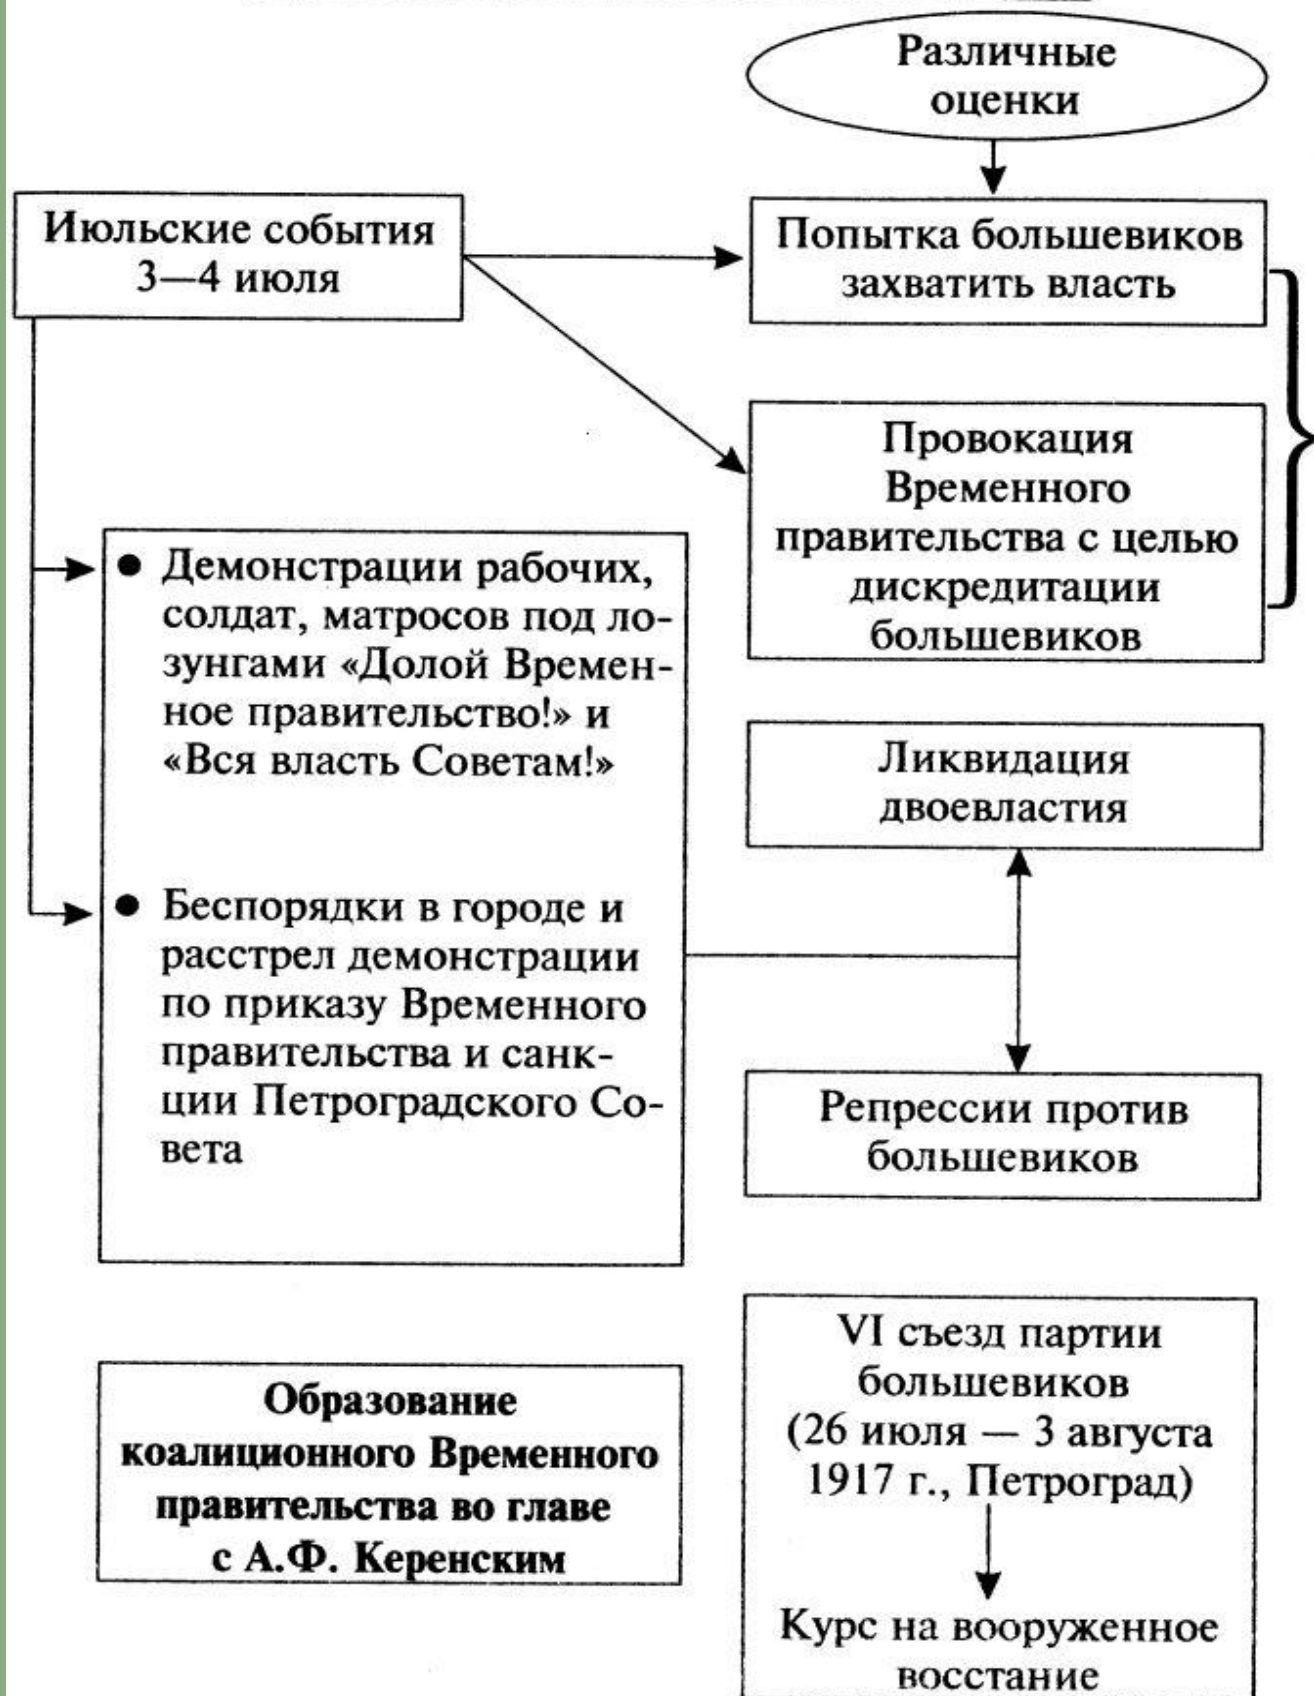 Различные
оценки
Июльские события
3—4 июля
Попытка большевиков
захватить власть
Провокация
Временного
правительства с целью
дискредитации
большевиков
● Демонстрации рабочих,
солдат, матросов под ло-
зунгами «Долой Времен-
ное правительство!» и
«Вся власть Советам!»
Ликвидация
двоевластия
● Беспорядки в городе и
расстрел демонстрации
по приказу Временного
правительства и санк-
ции Петроградского Со-
вета
Репрессии против
большевиков
Образование
коалиционного Временного
правительства во главе
с А.Ф. Керенским
VI съезд партии
большевиков
(26 июля — 3 августа
1917 г., Петроград)
Курс на вооруженное
восстание